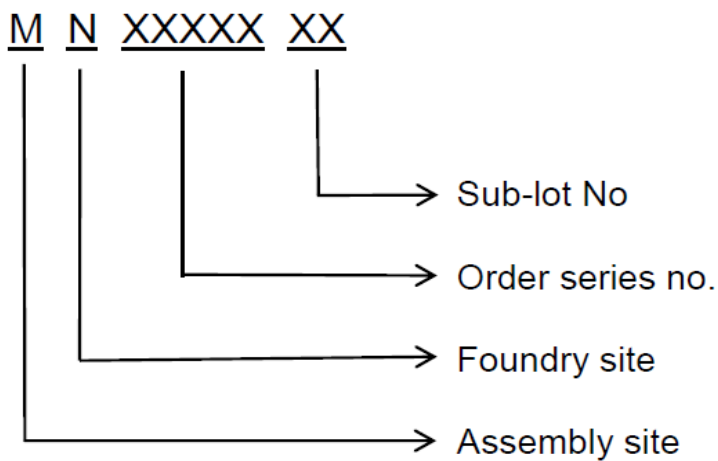 M N XXXXX XX
Sub-lot No
Order series no.
Foundry site
Assembly site